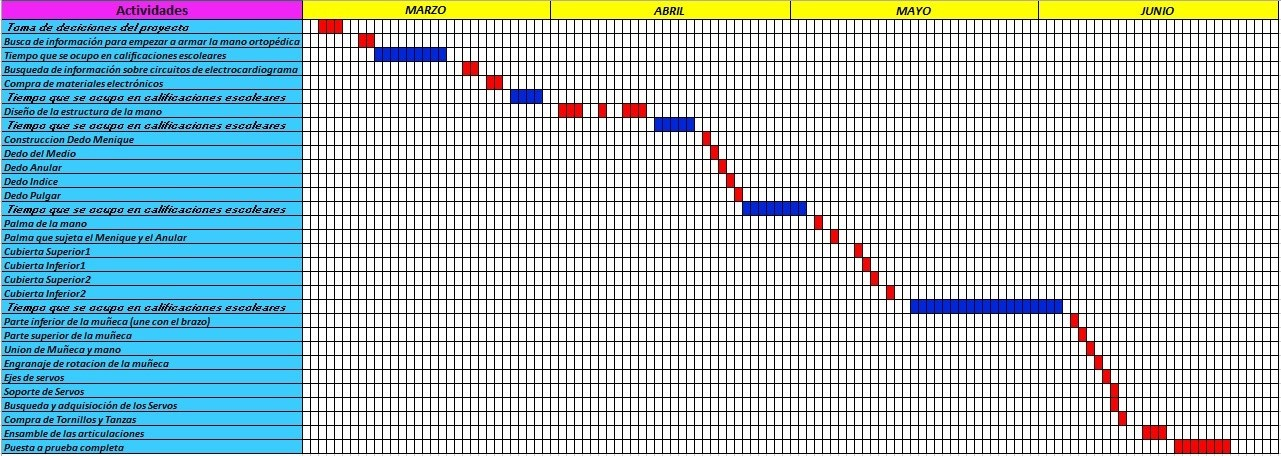 Actividades MARZO ABRIL MAYO JUNIO
Toma de deciciones del proyecto
Busca de información para empezar a armar la mano ortopédica
Tiempo que se ocupo en calificaciones escoleares
Busqueda de información sobre circuitos de electrocardiograma
Compra de materiales electrónicos
Tiempo que se ocupo en calificaciones escoleares
Diseño de la estructura de la mano
Tiempo que se ocupo en calificaciones escoleares
Construccion Dedo Menique
Dedo del Medio
Dedo Anular
Dedo Indice
Dedo Pulgar
Tiempo que se ocupo en calificaciones escoleares
Palma de la mano
Palma que sujeta el Menique y el Anular
Cubierta Superior1
Cubierta Inferior1
Cubierta Superior2
Cubierta Inferior2
Tiempo que se ocupo en calificaciones escoleares
Parte inferior de la muñeca (une con el brazo)
Parte superior de la muñeca
Union de Muñeca y mano
Engranaje de rotacion de la muñeca
Ejes de servos
Soporte de Servos
Busqueda y adquisioción de los Servos
Compra de Tornillos y Tanzas
Ensamble de las articulaciones
Puesta a prueba completa